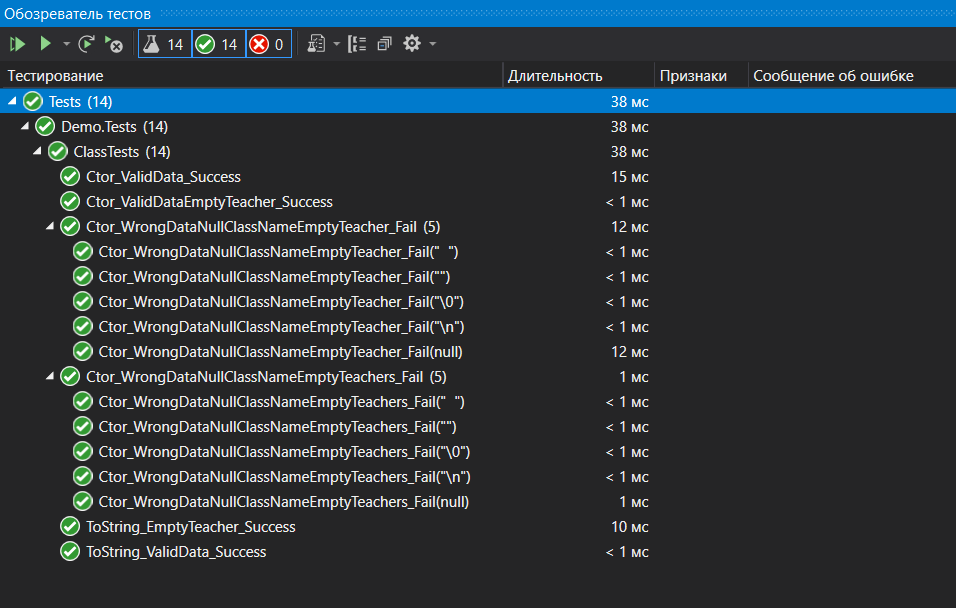 Обозреватель тестов
14 14 0
Тестирование Длительность Признаки Сообщение об ошибке
Tests (14) 38 мс
Demo.Tests (14) 38 мс
ClassTests (14) 38 мс
Ctor_ValidData_Success 15 мс
Ctor_ValidDataEmptyTeacher_Success < 1 мс
Ctor_WrongDataNullClassNameEmptyTeacher_Fail (5) 12 мс
Ctor_WrongDataNullClassNameEmptyTeacher_Fail("  ") < 1 мс
Ctor_WrongDataNullClassNameEmptyTeacher_Fail("") < 1 мс
Ctor_WrongDataNullClassNameEmptyTeacher_Fail("\0") < 1 мс
Ctor_WrongDataNullClassNameEmptyTeacher_Fail("\n") < 1 мс
Ctor_WrongDataNullClassNameEmptyTeacher_Fail(null) 12 мс
Ctor_WrongDataNullClassNameEmptyTeachers_Fail (5) 1 мс
Ctor_WrongDataNullClassNameEmptyTeachers_Fail("  ") < 1 мс
Ctor_WrongDataNullClassNameEmptyTeachers_Fail("") < 1 мс
Ctor_WrongDataNullClassNameEmptyTeachers_Fail("\0") < 1 мс
Ctor_WrongDataNullClassNameEmptyTeachers_Fail("\n") < 1 мс
Ctor_WrongDataNullClassNameEmptyTeachers_Fail(null) 1 мс
ToString_EmptyTeacher_Success 10 мс
ToString_ValidData_Success < 1 мс